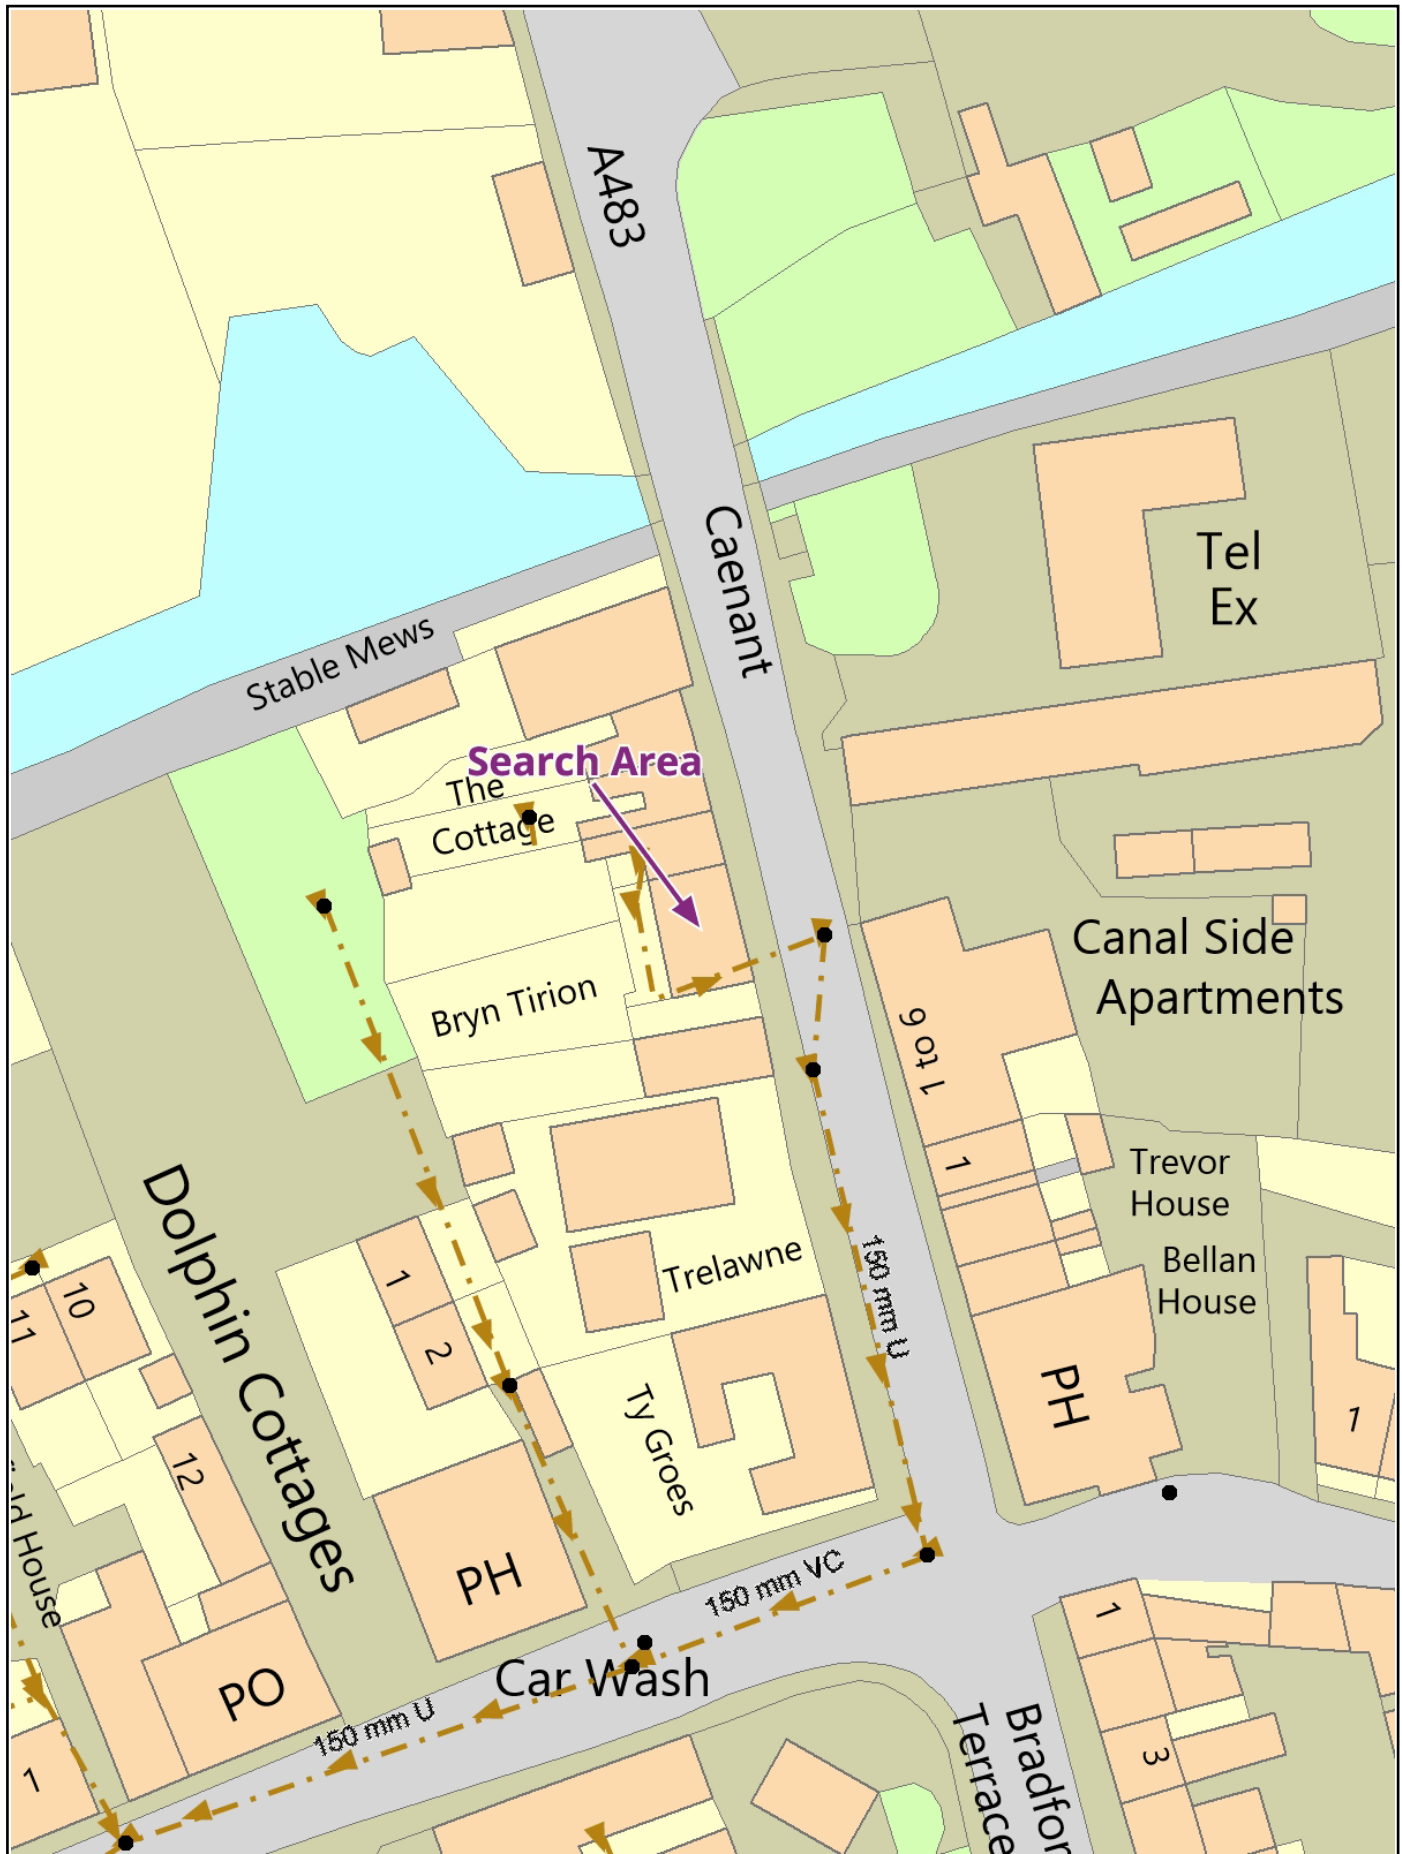 A483
Caenant
Tel
Ex
Stable Mews
Search Area
The
Cottage
Canal Side
Apartments
Bryn Tirion
1 to 9
1
Trevor
House
Bellan
House
Dolphin Cottages
10
11
1
2
Trelawne
150 mm U
PH
1
Ty Groes
12
House
PH
150 mm VC
1
PO
Car Wash
150 mm U
1
3
Terrace